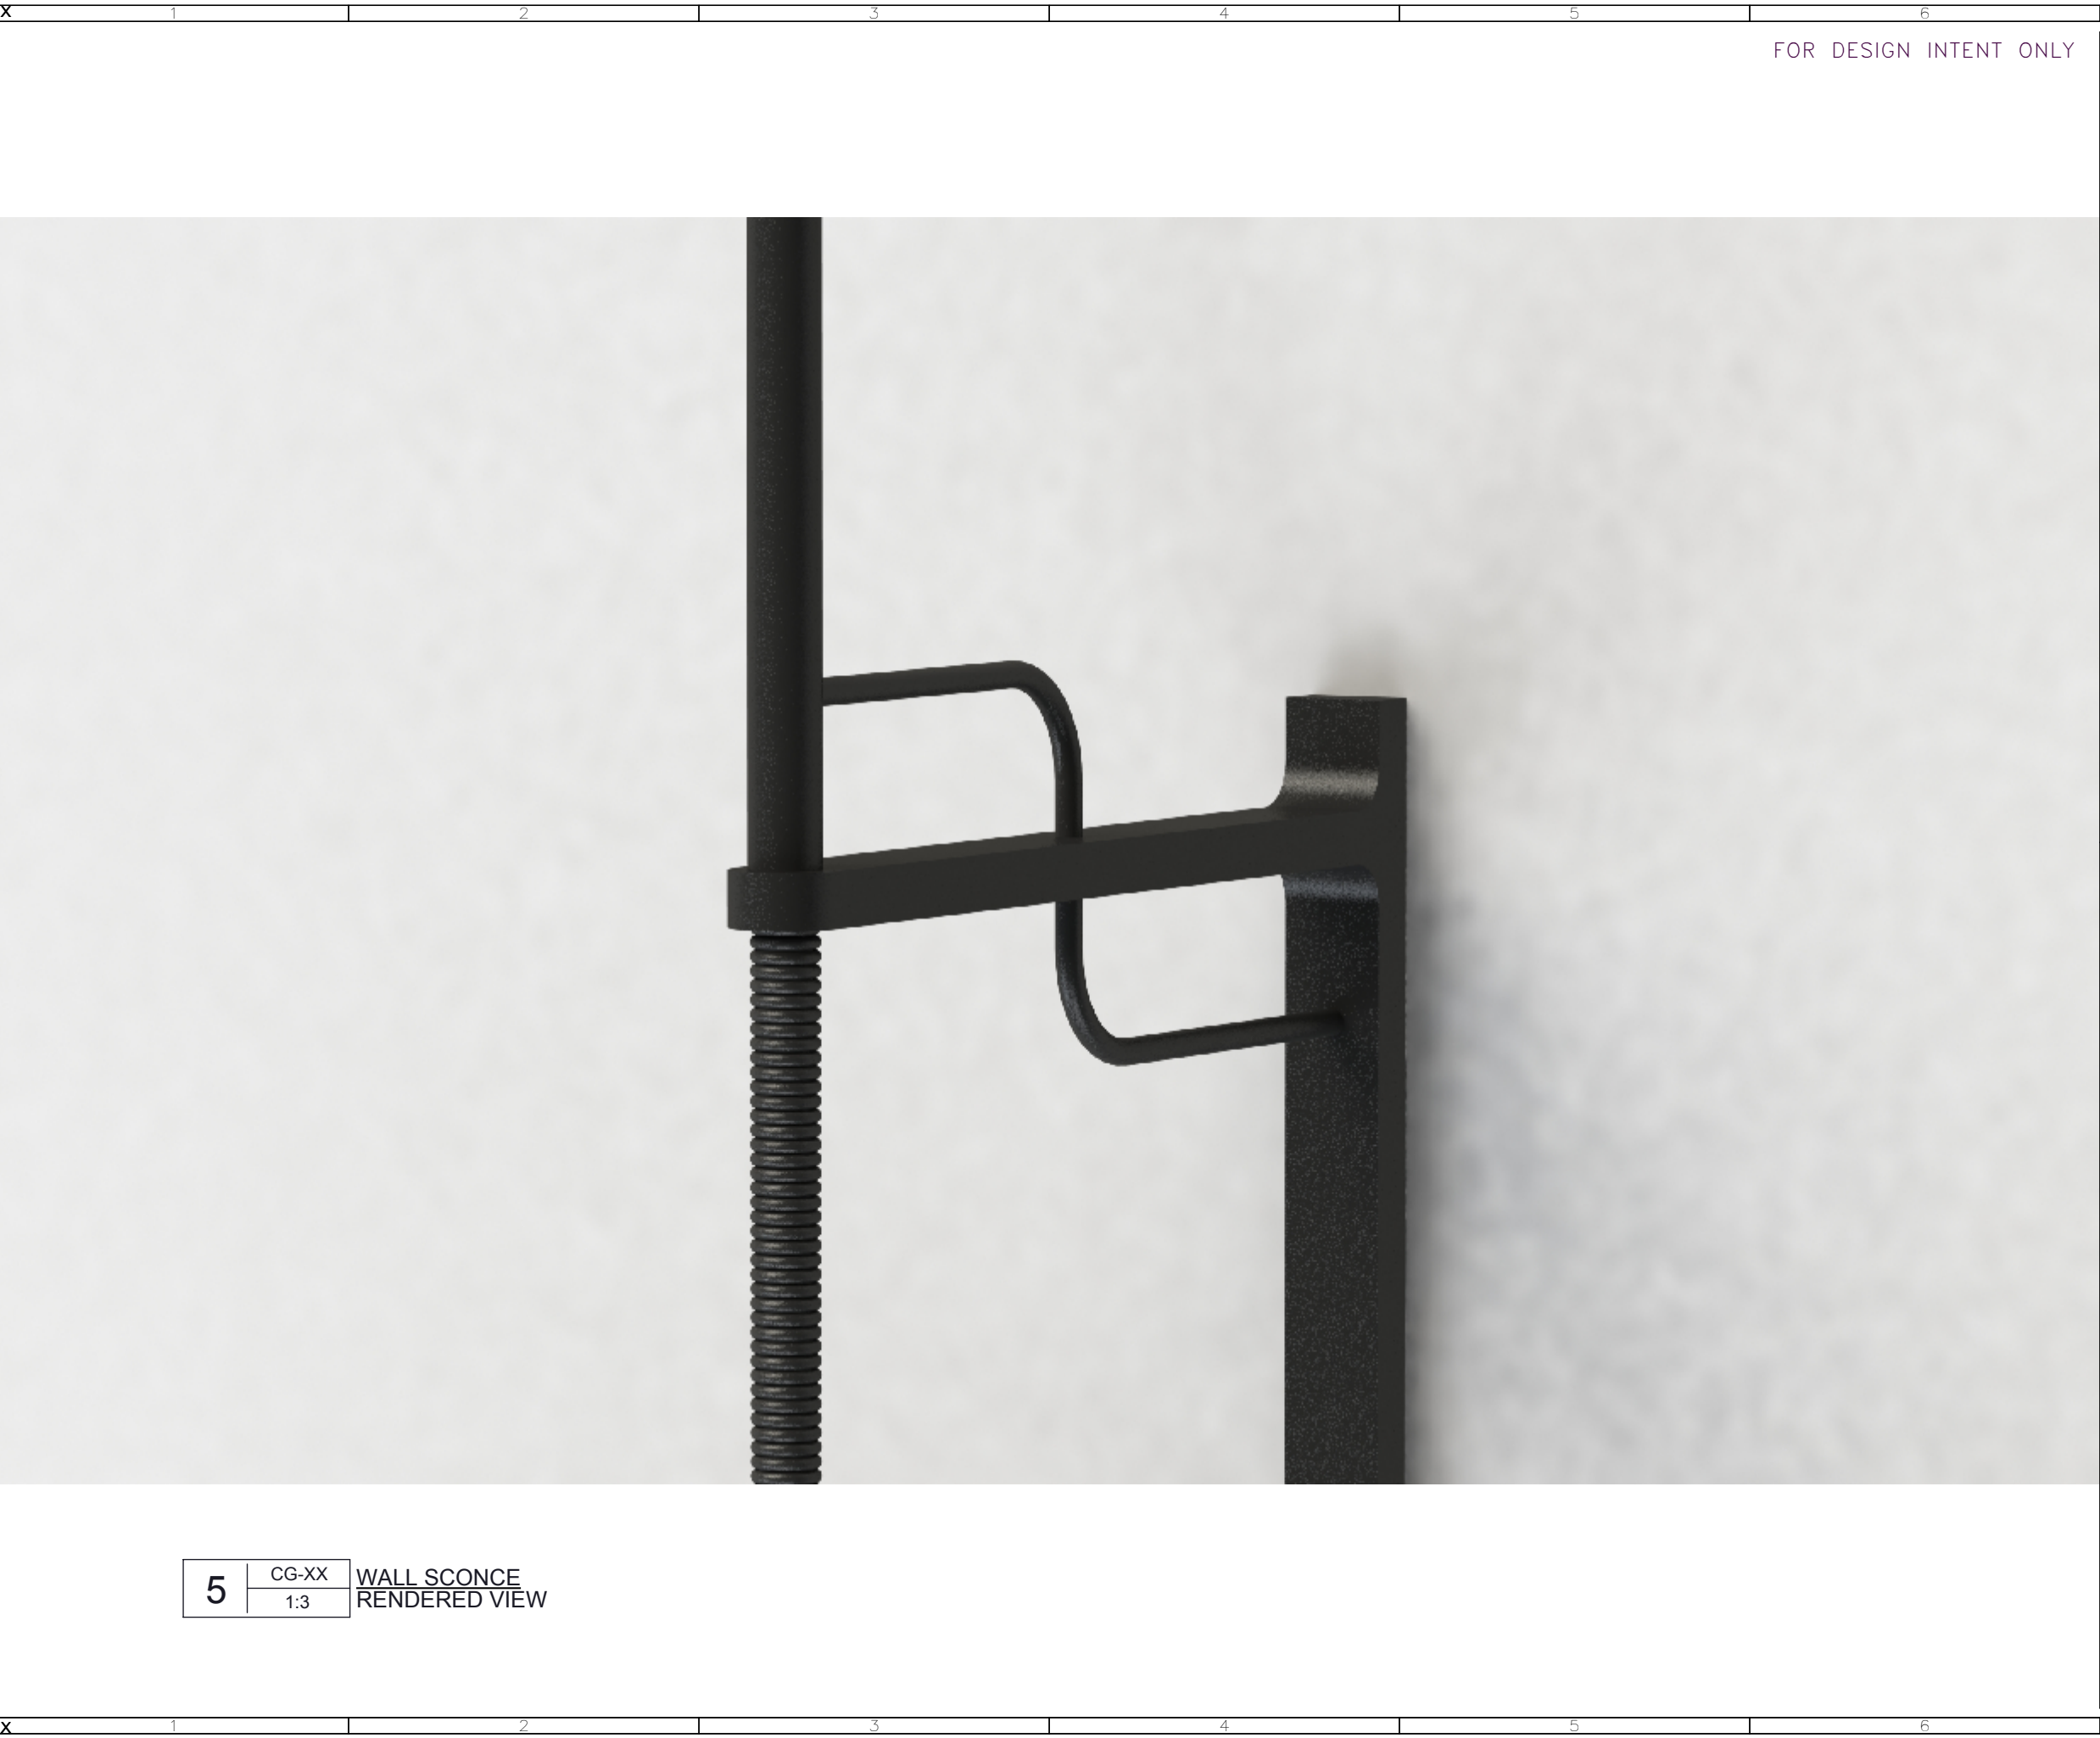 X 1 2 3 4 5 6
FOR DESIGN INTENT ONLY
5
CG-XX
1:3
WALL SCONCE
RENDERED VIEW
X 1 2 3 4 5 6